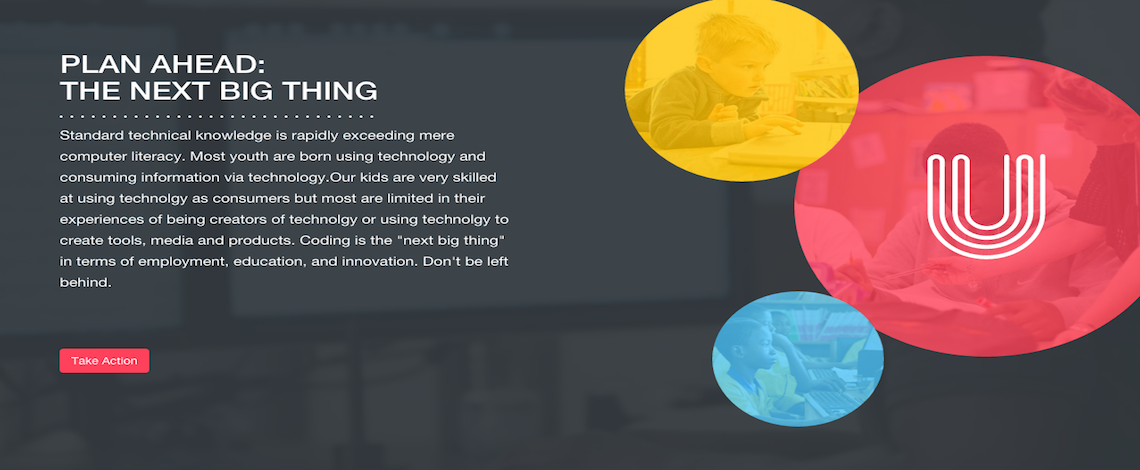 PLAN AHEAD:
THE NEXT BIG THING
Standard technical knowledge is rapidly exceeding mere
computer literacy. Most youth are born using technology and
consuming information via technology.Our kids are very skilled
at using technolgy as consumers but most are limited in their
experiences of being creators of technolgy or using technolgy to
create tools, media and products. Coding is the "next big thing"
in terms of employment, education, and innovation. Don't be left
behind.
Take Action
U